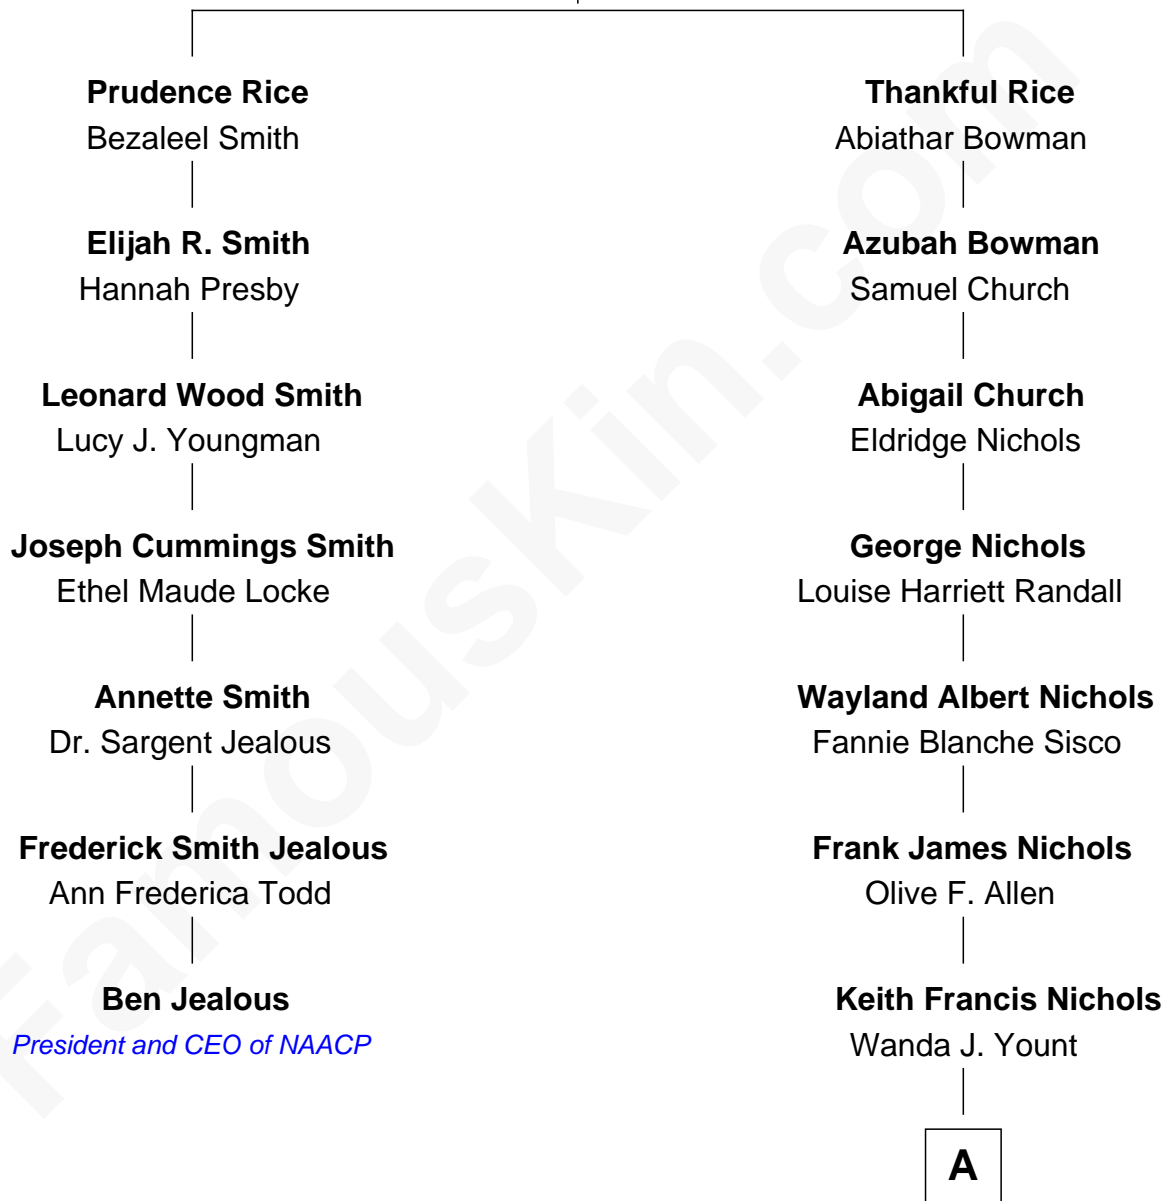 Prudence Rice
Bezaleel Smith
Elijah R. Smith
Hannah Presby
Leonard Wood Smith
Lucy J. Youngman
Joseph Cummings Smith
Ethel Maude Locke
Annette Smith
Dr. Sargent Jealous
Frederick Smith Jealous
Ann Frederica Todd
Ben Jealous
President and CEO of NAACP
Thankful Rice
Abiathar Bowman
Azubah Bowman
Samuel Church
Abigail Church
Eldridge Nichols
George Nichols
Louise Harriett Randall
Wayland Albert Nichols
Fannie Blanche Sisco
Frank James Nichols
Olive F. Allen
Keith Francis Nichols
Wanda J. Yount
A
FamousKin.com